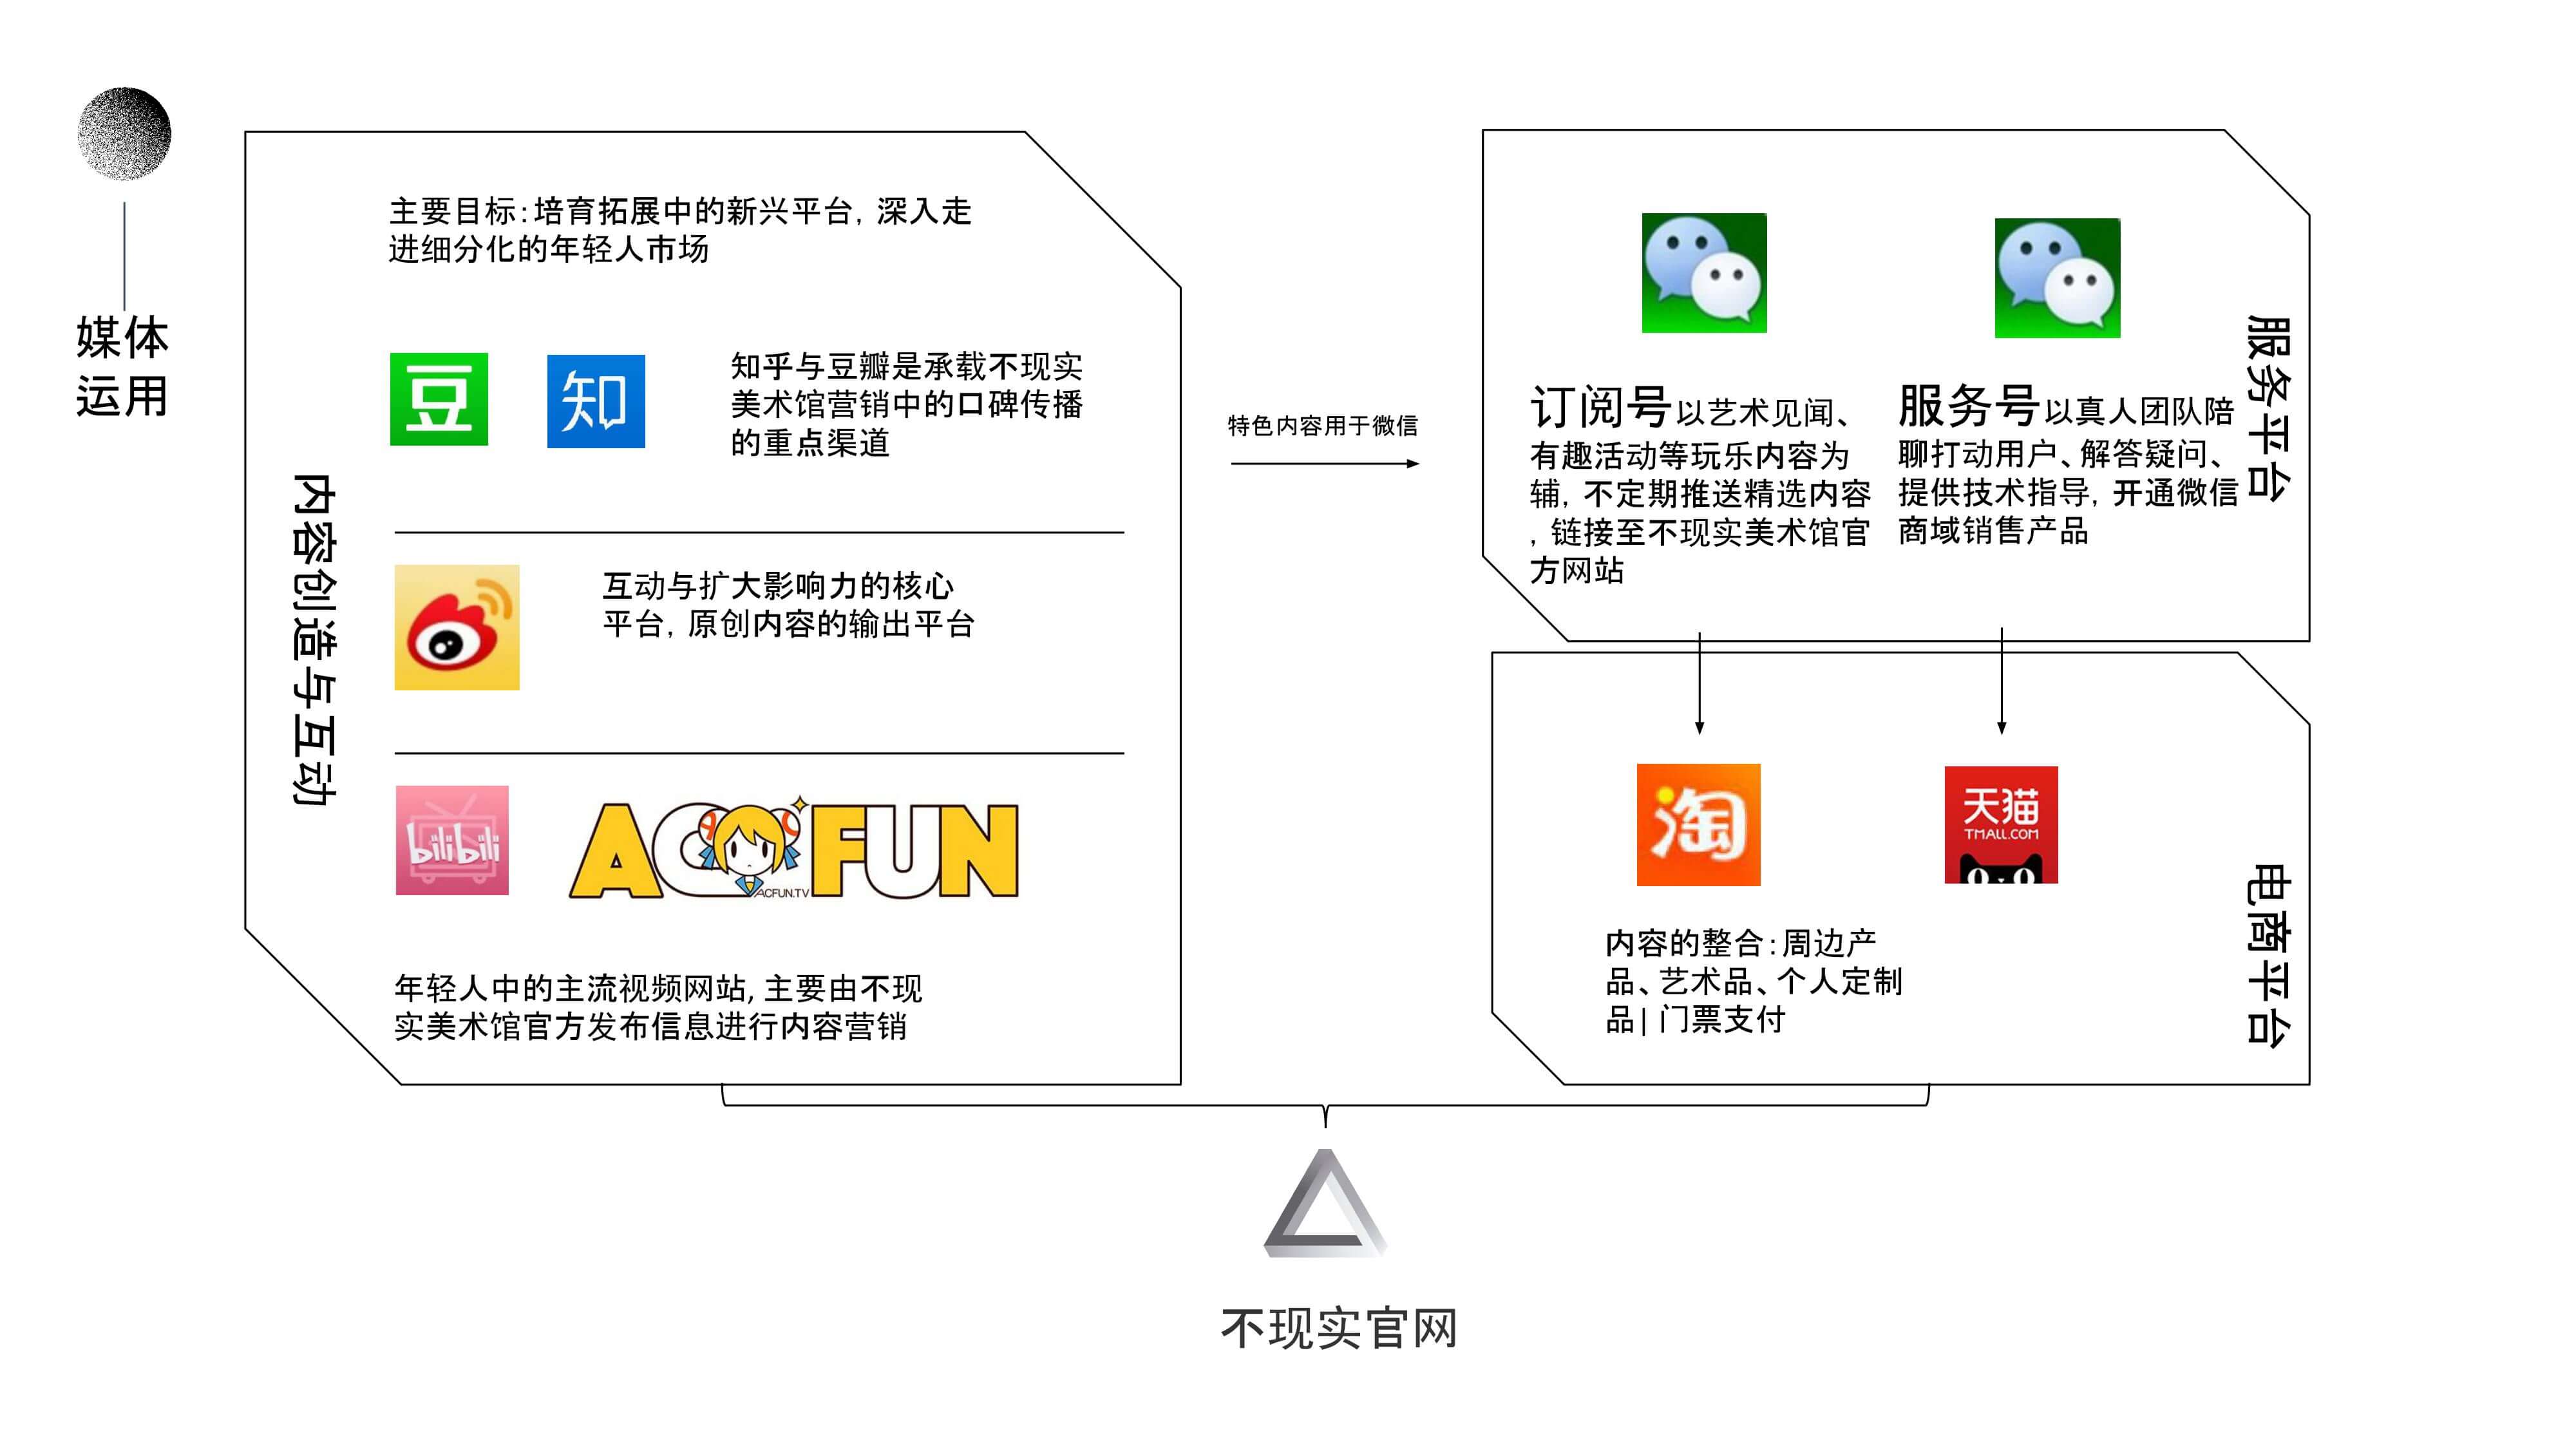 媒体
运用
内容创造与互动
主要目标:培育拓展中的新兴平台, 深入走
进细分化的年轻人市场
豆
知
知乎与豆瓣是承载不现实
美术馆营销中的口碑传播
的重点渠道
互动与扩大影响力的核心
平台, 原创内容的输出平台
bilibili
ACFUN
ACFUN.TV
年轻人中的主流视频网站, 主要由不现
实美术馆官方发布信息进行内容营销
特色内容用于微信
服务平台
订阅号以艺术见闻、
有趣活动等玩乐内容为
辅, 不定期推送精选内容
, 链接至不现实美术馆官
方网站
服务号以真人团队陪
聊打动用户、解答疑问、
提供技术指导, 开通微信
商域销售产品
电商平台
淘
天猫
TMALL.COM
内容的整合:周边产
品、艺术品、个人定制
品| 门票支付
不现实官网